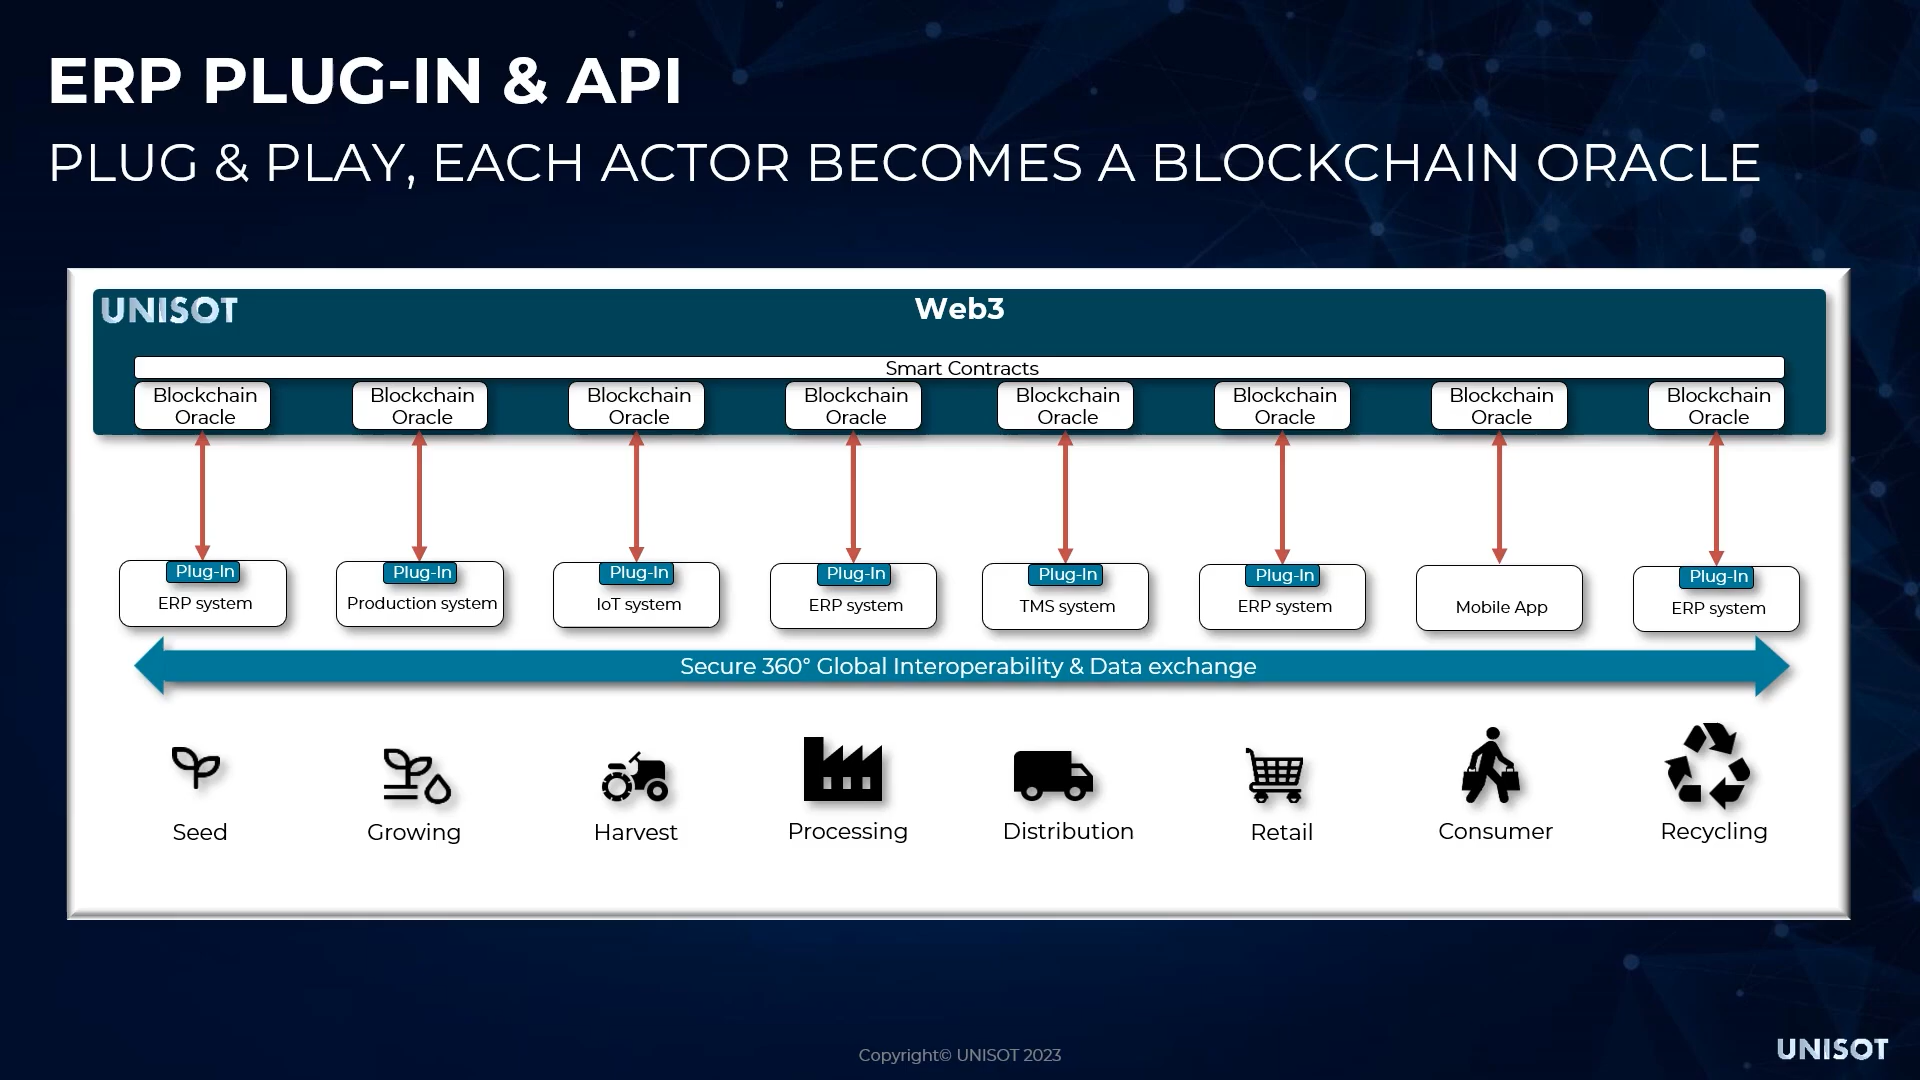 ERP PLUG-IN & API
PLUG & PLAY, EACH ACTOR BECOMES A BLOCKCHAIN ORACLE
UNISOT
Web3
Smart Contracts
Blockchain
Oracle
Blockchain
Oracle
Blockchain
Oracle
Blockchain
Oracle
Blockchain
Oracle
Blockchain
Oracle
Blockchain
Oracle
Blockchain
Oracle
Plug-In
ERP system
Plug-In
Production system
Plug-In
IoT system
Plug-In
ERP system
Plug-In
TMS system
Plug-In
ERP system
Mobile App
Plug-In
ERP system
Secure 360° Global Interoperability & Data exchange
Seed
Growing
Harvest
Processing
Distribution
Retail
Consumer
Recycling
Copyright© UNISOT 2023
UNISOT